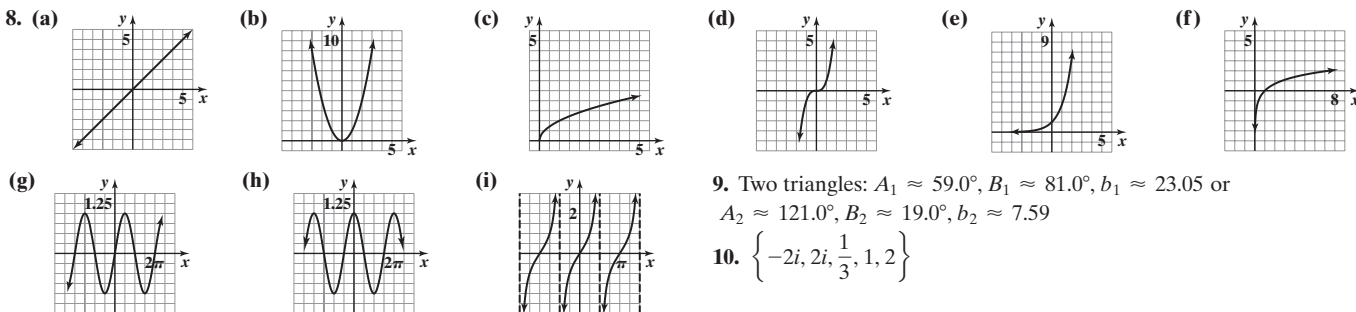 8. (a) y 5 5 x
(b) y 10 5 x
(c) y 5 5 x
(d) y 5 5 x
(e) y 9 5 x
(f) y 5 8 x
(g) y 1.25 2π x
(h) y 1.25 2π x
(i) y 2 π x
9. Two triangles: A₁ ≈ 59.0°, B₁ ≈ 81.0°, b₁ ≈ 23.05 or
A₂ ≈ 121.0°, B₂ ≈ 19.0°, b₂ ≈ 7.59
10. {−2i, 2i, 1/3, 1, 2}